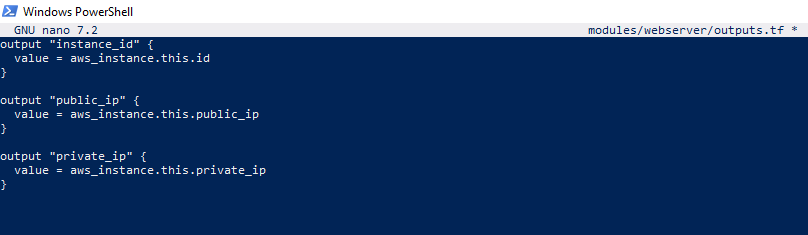 Windows PowerShell
GNU nano 7.2 modules/webserver/outputs.tf *
output "instance_id" {
  value = aws_instance.this.id
}

output "public_ip" {
  value = aws_instance.this.public_ip
}

output "private_ip" {
  value = aws_instance.this.private_ip
}